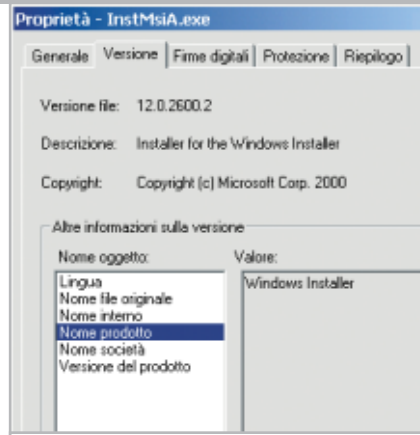 Proprietà - InstMsiA.exe
Generale Versione Firme digitali Protezione Riepilogo
Versione file: 12.0.2600.2
Descrizione: Installer for the Windows Installer
Copyright: Copyright (c) Microsoft Corp. 2000
Altre informazioni sulla versione
Nome oggetto: Valore:
Lingua Windows Installer
Nome file originale
Nome interno
Nome prodotto
Nome società
Versione del prodotto